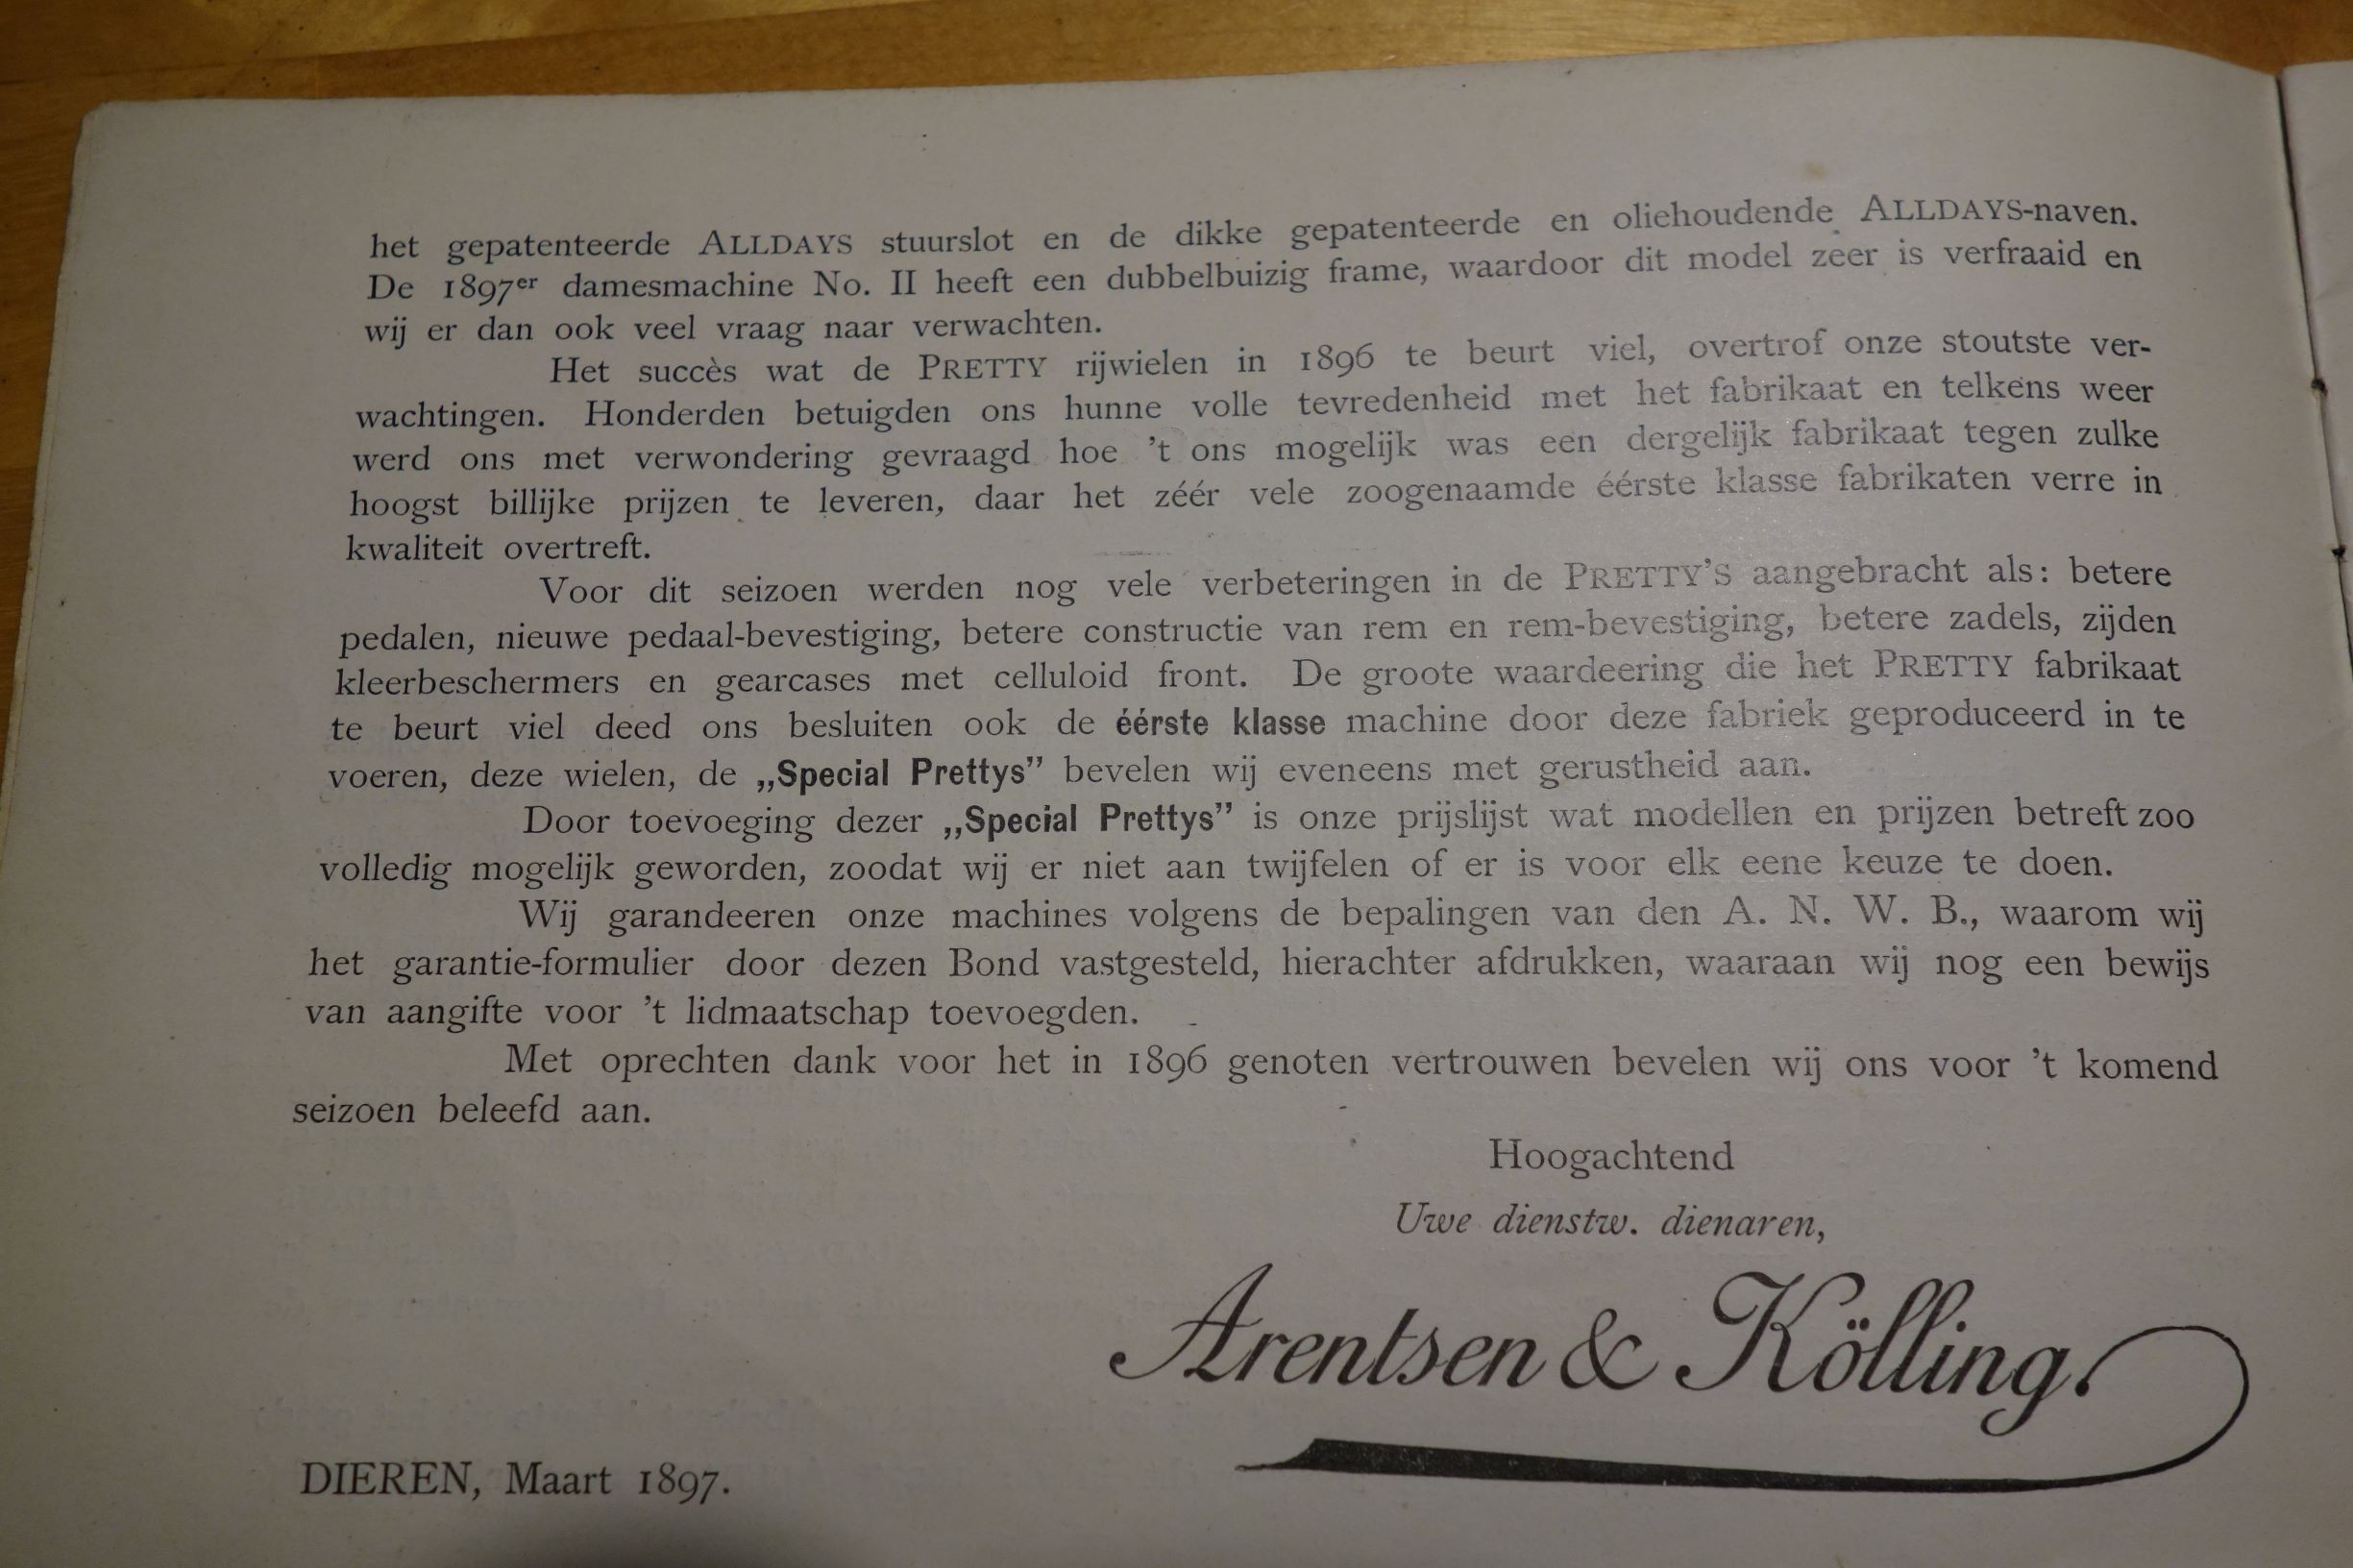 het gepatenteerde ALLDAYS stuurslot en de dikke gepatenteerde en oliehoudende ALLDAYS-naven.
De 1897er damesmachine No. II heeft een dubbelbuizig frame, waardoor dit model zeer is verfraaid en
wij er dan ook veel vraag naar verwachten.
Het succès wat de PRETTY rijwielen in 1896 te beurt viel, overtrof onze stoutste ver-
wachtingen. Honderden betuigden ons hunne volle tevredenheid met het fabrikaat en telkens weer
werd ons met verwondering gevraagd hoe 't ons mogelijk was een dergelijk fabrikaat tegen zulke
hoogst billijke prijzen te leveren, daar het zéér vele zoogenaamde éérste klasse fabrikaten verre in
kwaliteit overtreft.
Voor dit seizoen werden nog vele verbeteringen in de PRETTY'S aangebracht als: betere
pedalen, nieuwe pedaal-bevestiging, betere constructie van rem en rem-bevestiging, betere zadels, zijden
kleerbeschermers en gearcases met celluloid front. De groote waardeering die het PRETTY fabrikaat
te beurt viel deed ons besluiten ook de éérste klasse machine door deze fabriek geproduceerd in te
voeren, deze wielen, de „Special Prettys” bevelen wij eveneens met gerustheid aan.
Door toevoeging dezer „Special Prettys” is onze prijslijst wat modellen en prijzen betreft zoo
volledig mogelijk geworden, zoodat wij er niet aan twijfelen of er is voor elk eene keuze te doen.
Wij garandeeren onze machines volgens de bepalingen van den A. N. W. B., waarom wij
het garantie-formulier door dezen Bond vastgesteld, hierachter afdrukken, waaraan wij nog een bewijs
van aangifte voor 't lidmaatschap toevoegden.
Met oprechten dank voor het in 1896 genoten vertrouwen bevelen wij ons voor 't komend
seizoen beleefd aan.
Hoogachtend
Uwe dienstw. dienaren,
Arentsen & Kölling.
DIEREN, Maart 1897.